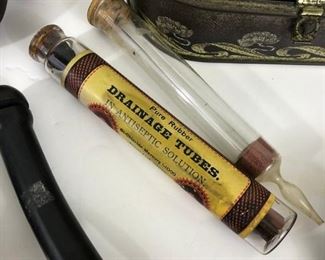 Pure Rubber
DRAINAGE TUBES,
IN ANTISEPTIC SOLUTION